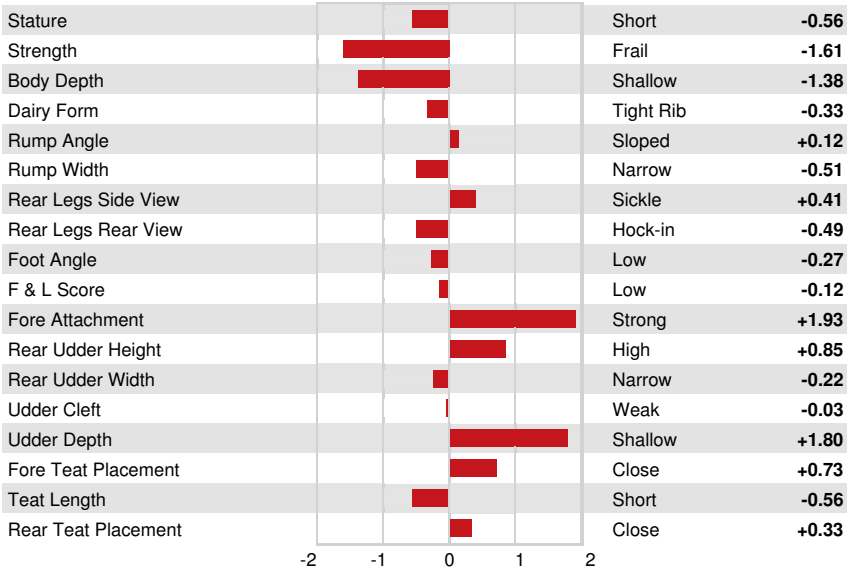 Stature Short -0.56
Strength Frail -1.61
Body Depth Shallow -1.38
Dairy Form Tight Rib -0.33
Rump Angle Sloped +0.12
Rump Width Narrow -0.51
Rear Legs Side View Sickle +0.41
Rear Legs Rear View Hock-in -0.49
Foot Angle Low -0.27
F & L Score Low -0.12
Fore Attachment Strong +1.93
Rear Udder Height High +0.85
Rear Udder Width Narrow -0.22
Udder Cleft Weak -0.03
Udder Depth Shallow +1.80
Fore Teat Placement Close +0.73
Teat Length Short -0.56
Rear Teat Placement Close +0.33
-2 -1 0 1 2